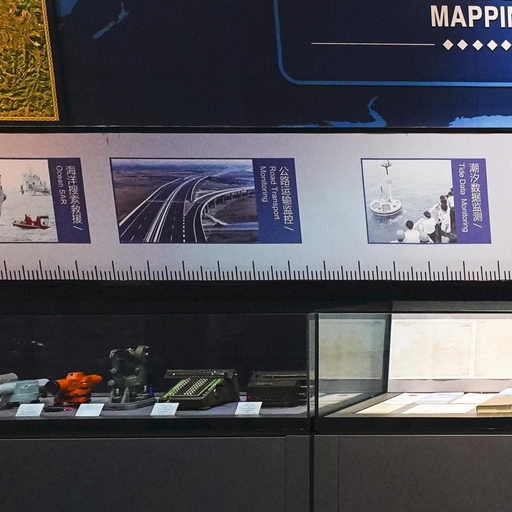 MAPPIN
海洋搜索救援 /
Ocean SAR
公路运输监控 /
Road Transport
Monitoring
潮汐数据监测 /
Tide Data Monitoring